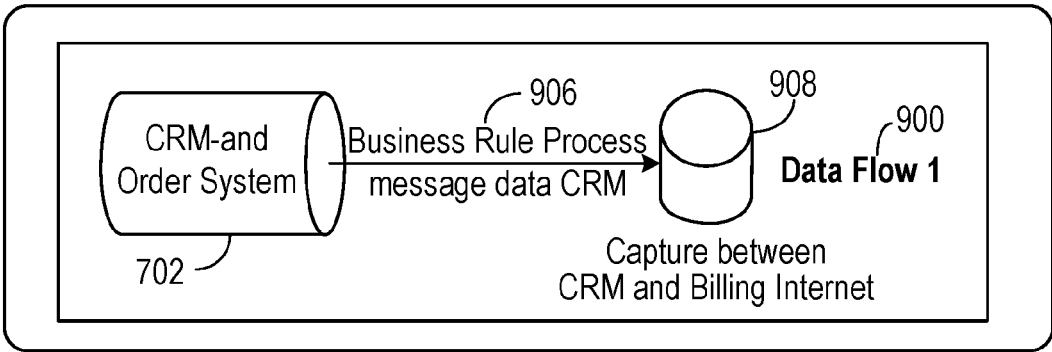 906
908
900
CRM-and
Order System
Business Rule Process
message data CRM
Data Flow 1
702
Capture between
CRM and Billing Internet